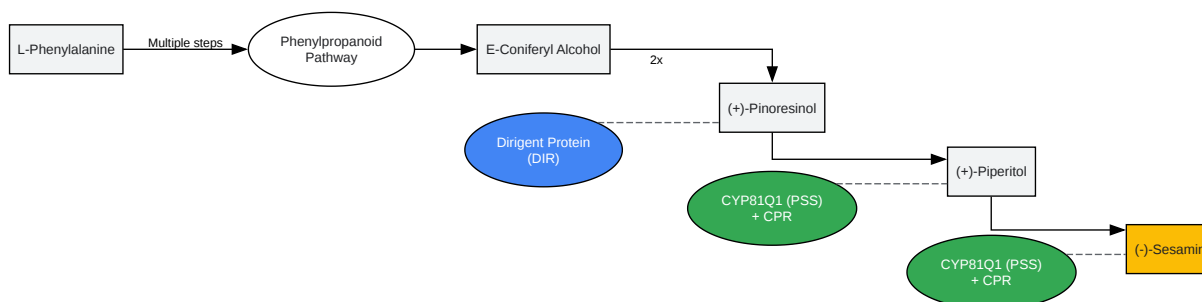 L-Phenylalanine
Multiple steps
Phenylpropanoid
Pathway
E-Coniferyl Alcohol
2x
(+)-Pinoresinol
Dirigent Protein
(DIR)
(+)-Piperitol
CYP81Q1 (PSS)
+ CPR
(-)-Sesamin
CYP81Q1 (PSS)
+ CPR